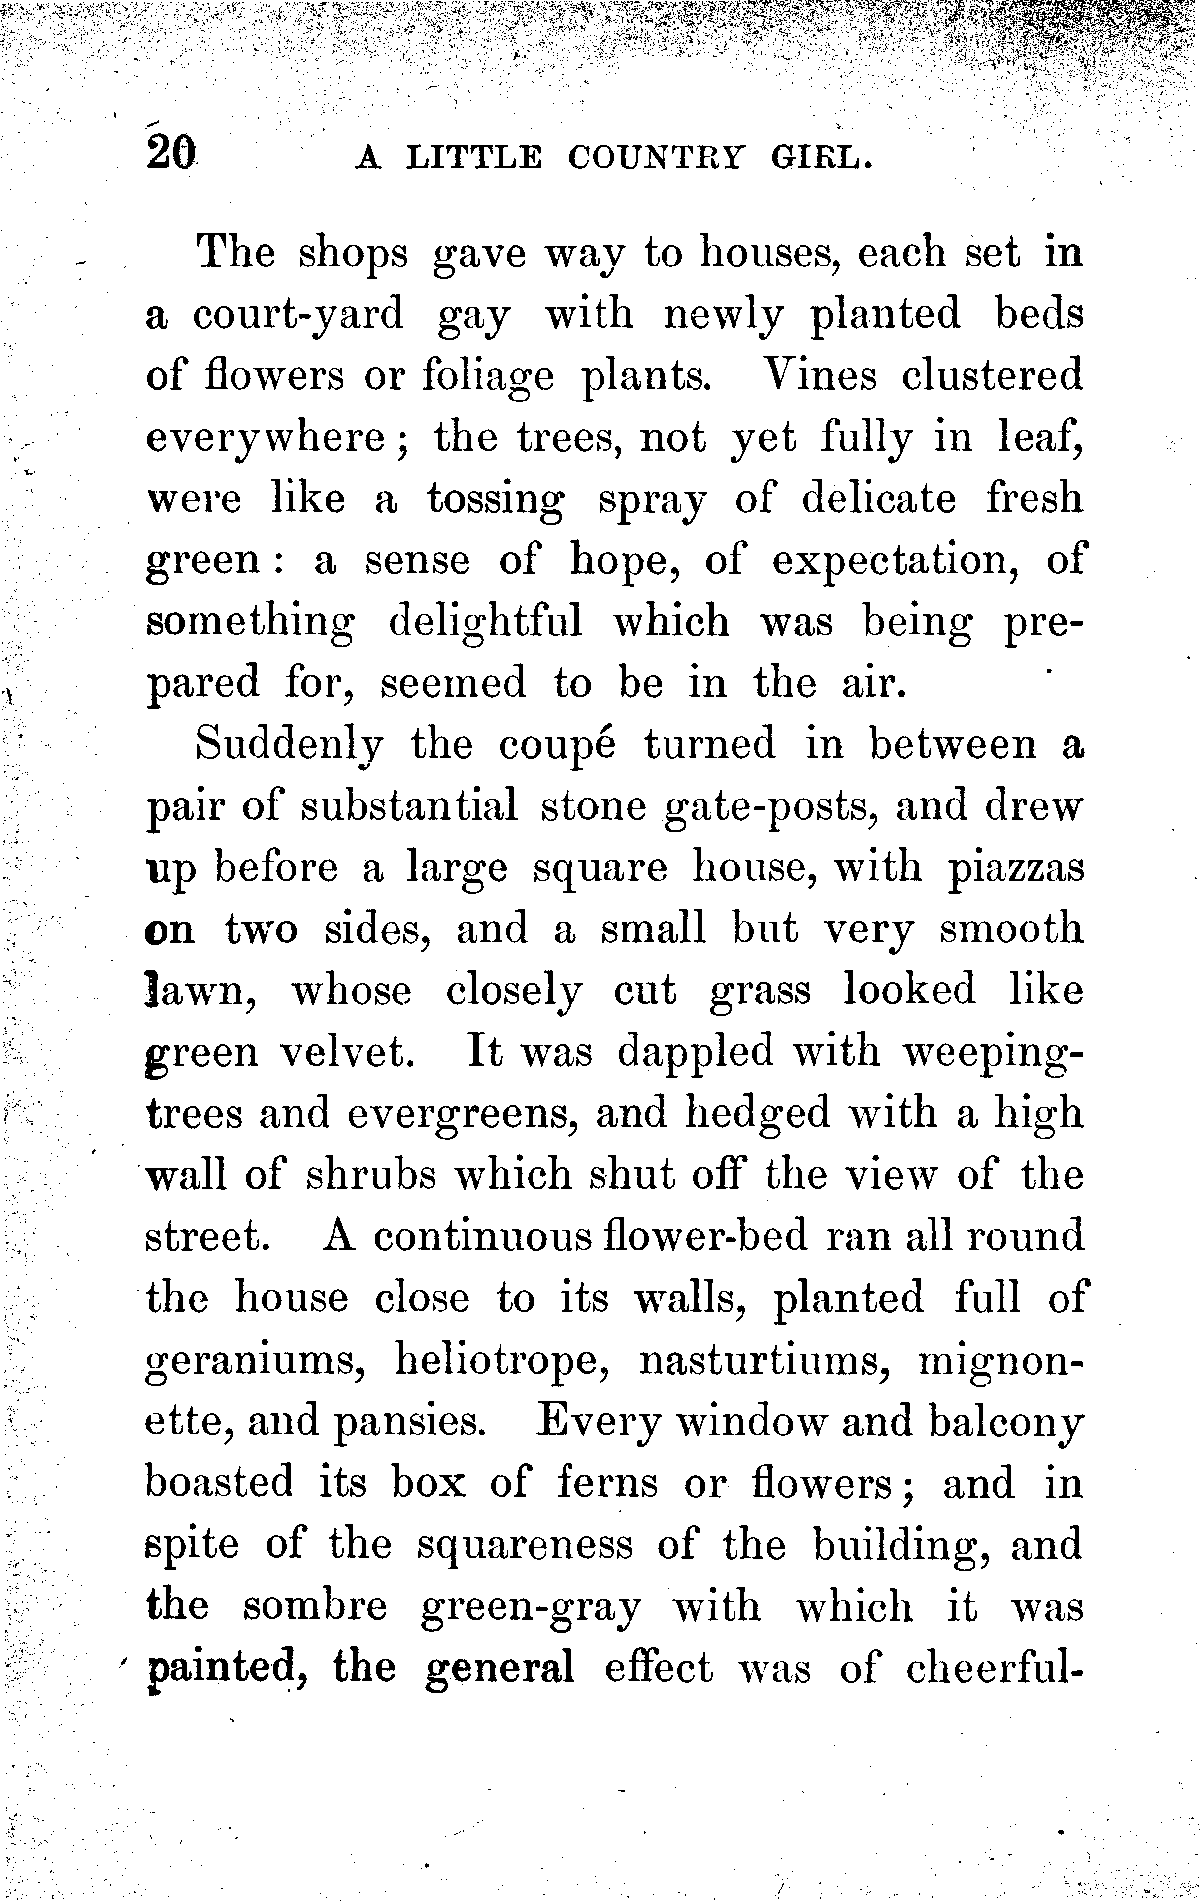 20 A LITTLE COUNTRY GIRL.
The shops gave way to houses, each set in
a court-yard gay with newly planted beds
of flowers or foliage plants. Vines clustered
everywhere; the trees, not yet fully in leaf,
were like a tossing spray of delicate fresh
green: a sense of hope, of expectation, of
something delightful which was being pre-
pared for, seemed to be in the air.
Suddenly the coupé turned in between a
pair of substantial stone gate-posts, and drew
up before a large square house, with piazzas
on two sides, and a small but very smooth
lawn, whose closely cut grass looked like
green velvet. It was dappled with weeping-
trees and evergreens, and hedged with a high
wall of shrubs which shut off the view of the
street. A continuous flower-bed ran all round
the house close to its walls, planted full of
geraniums, heliotrope, nasturtiums, mignon-
ette, and pansies. Every window and balcony
boasted its box of ferns or flowers; and in
spite of the squareness of the building, and
the sombre green-gray with which it was
painted, the general effect was of cheerful-